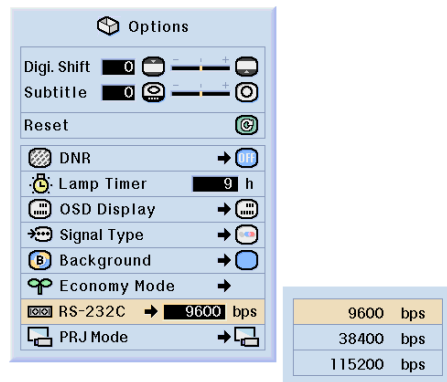 Options
Digi. Shift 0 - +
Subtitle 0 - +
Reset
DNR OFF
Lamp Timer 9 h
OSD Display
Signal Type
B Background
Economy Mode
RS-232C 9600 bps
PRJ Mode
9600 bps
38400 bps
115200 bps